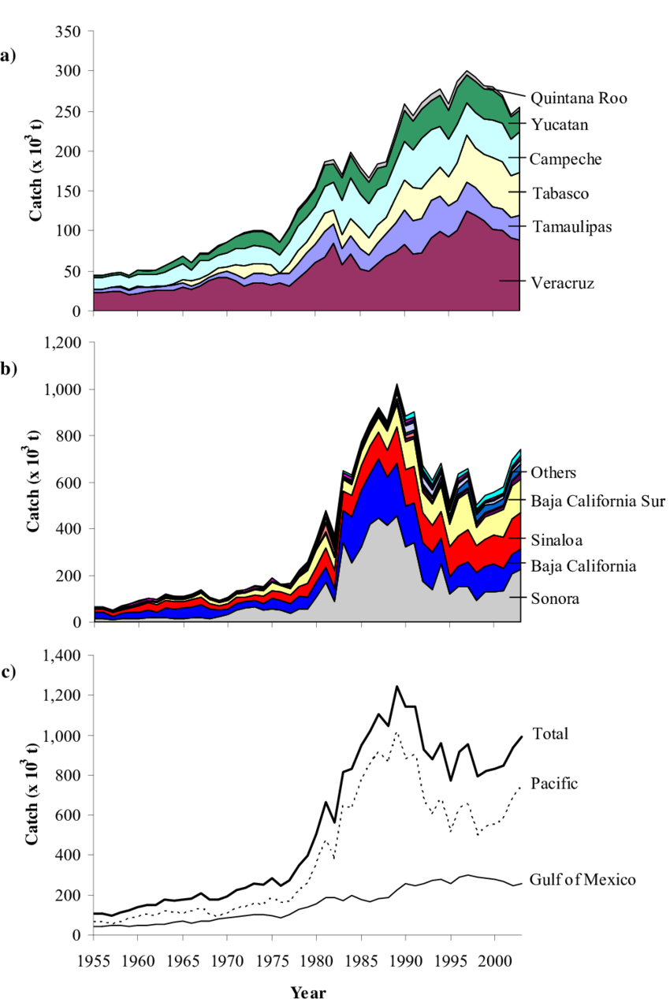 a)
Catch (x 10³ t)
350
300
250
200
150
100
50
0
Quintana Roo
Yucatan
Campeche
Tabasco
Tamaulipas
Veracruz
b)
Catch (x 10³ t)
1,200
1,000
800
600
400
200
0
Others
Baja California Sur
Sinaloa
Baja California
Sonora
c)
Catch (x 10³ t)
1,400
1,200
1,000
800
600
400
200
0
Total
Pacific
Gulf of Mexico
1955 1960 1965 1970 1975 1980 1985 1990 1995 2000
Year